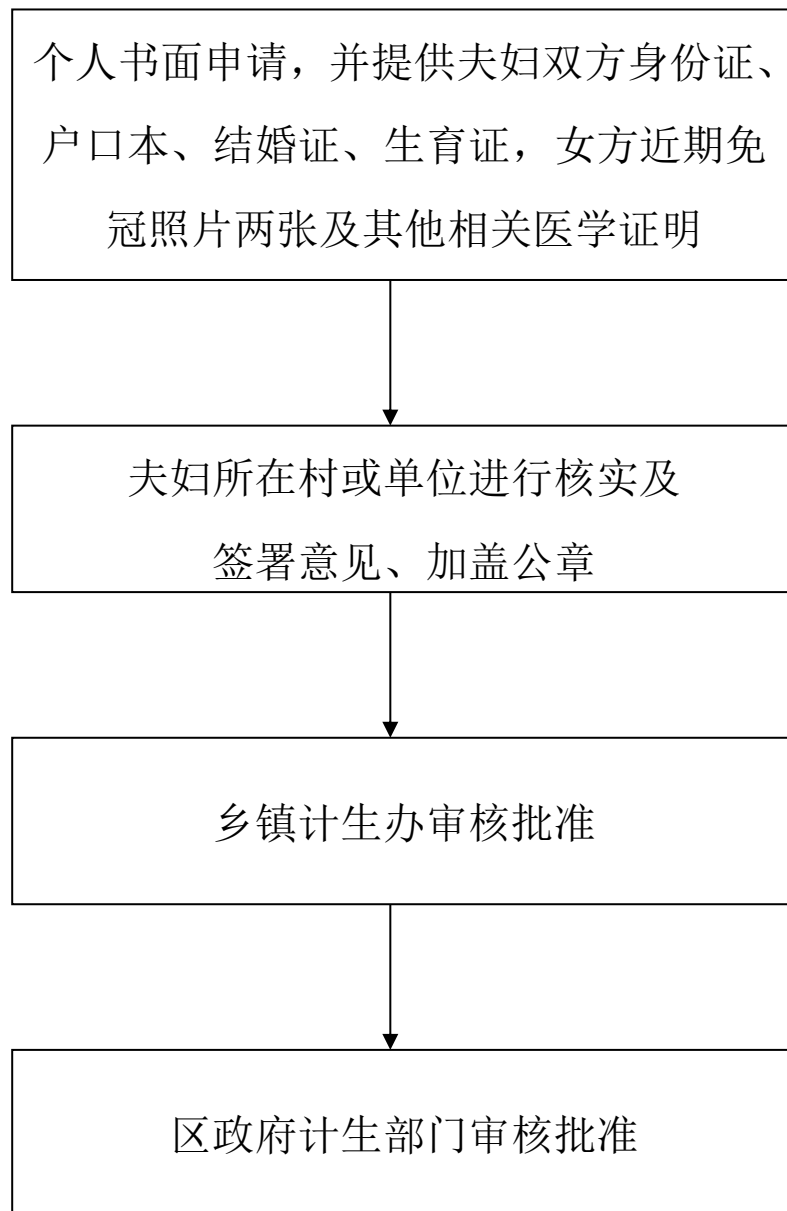 个人书面申请，并提供夫妇双方身份证、
户口本、结婚证、生育证，女方近期免
冠照片两张及其他相关医学证明
夫妇所在村或单位进行核实及
签署意见、加盖公章
乡镇计生办审核批准
区政府计生部门审核批准